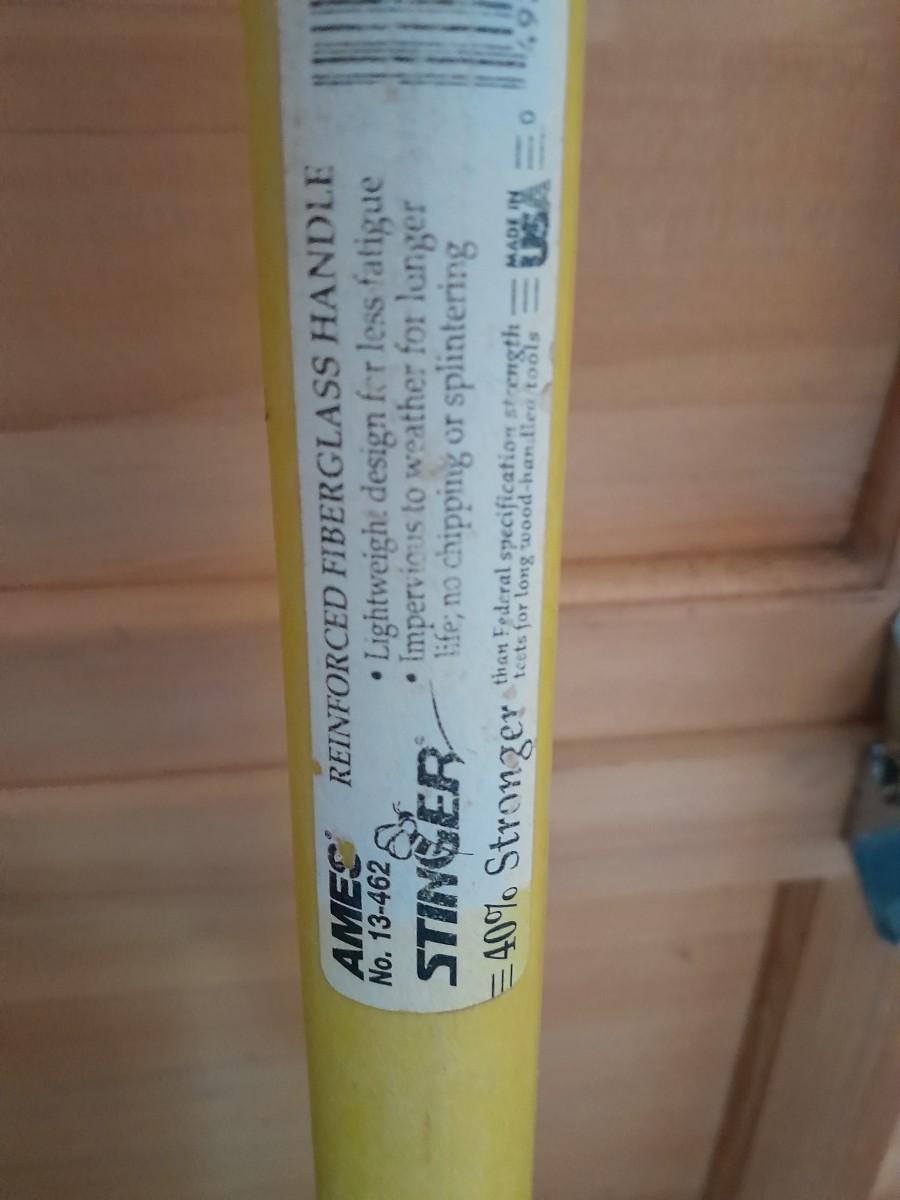 AMES®
No. 13-462
REINFORCED FIBERGLASS HANDLE
STINGER®
• Lightweight design for less fatigue
• Impervious to weather for longer
life; no chipping or splintering
40% Stronger than Federal specification strength
tests for long wood-handled tools
MADE IN
USA